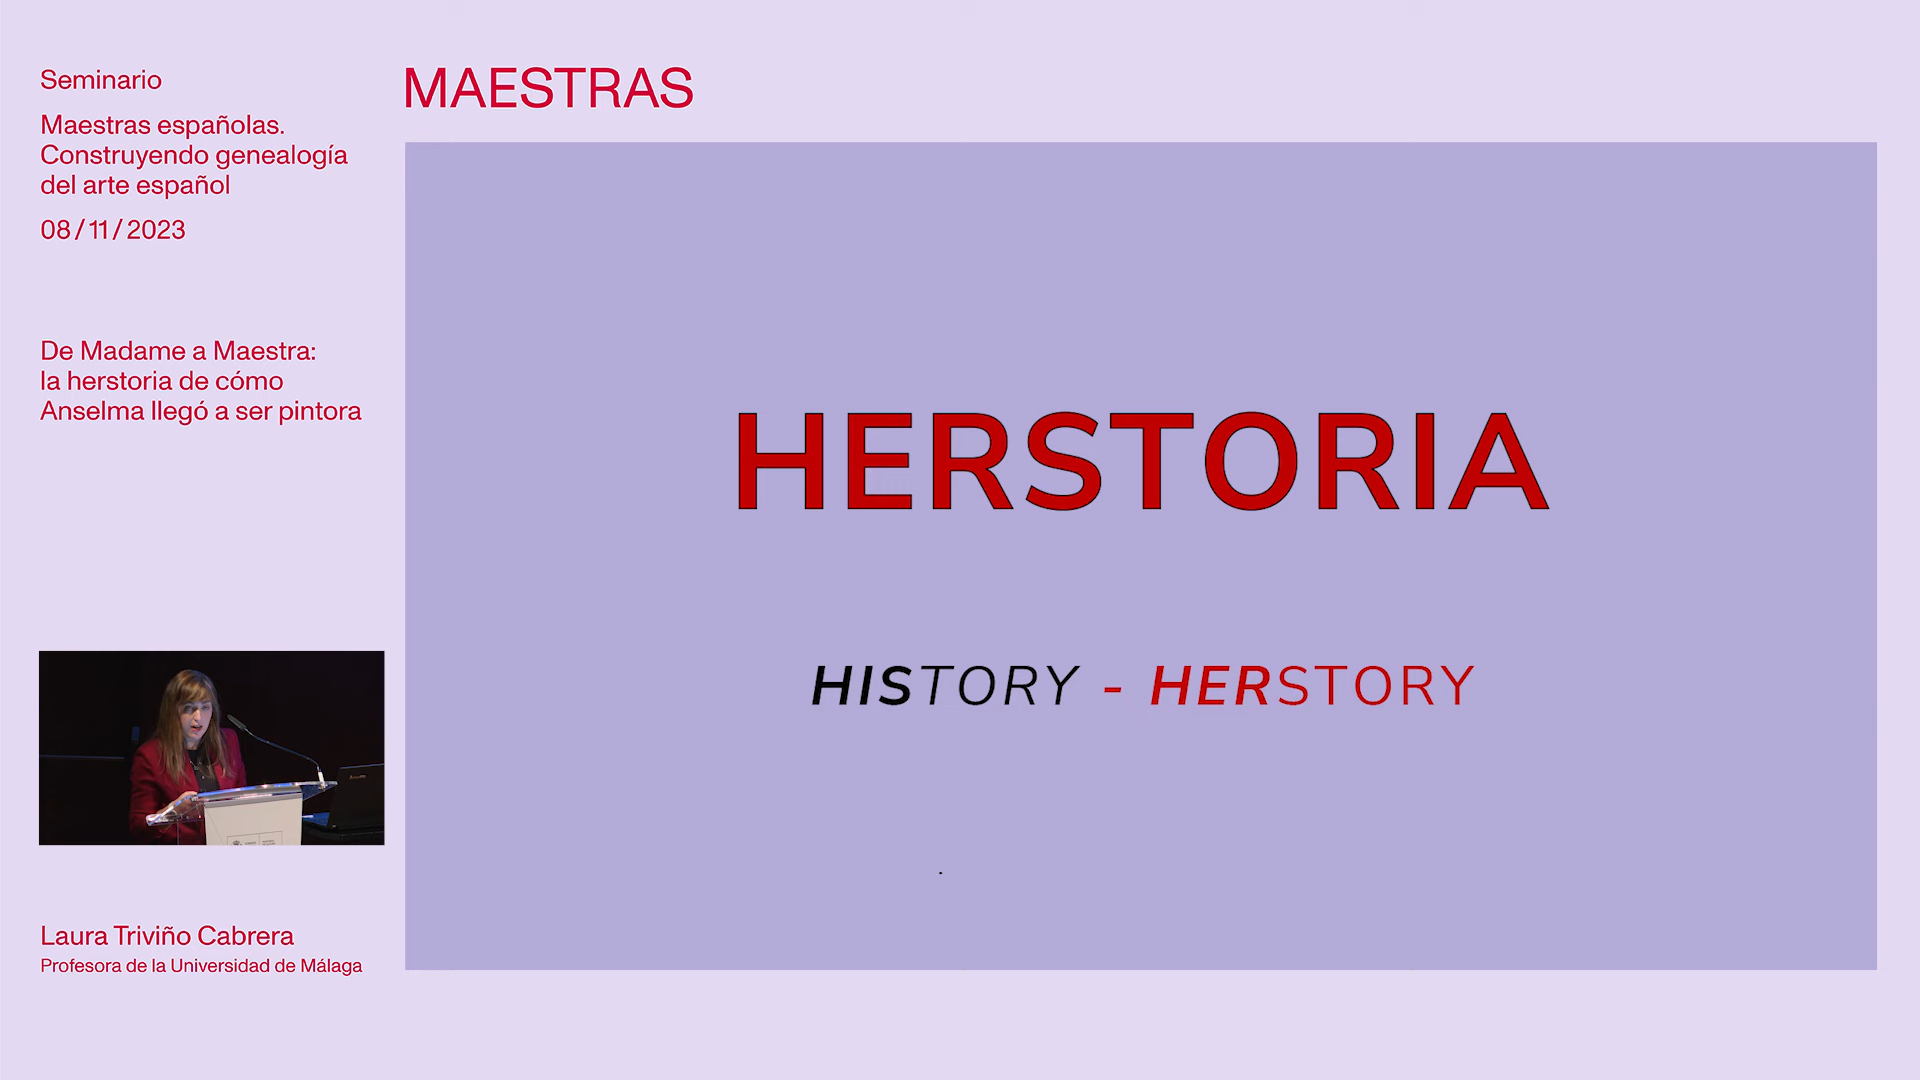 Seminario
Maestras españolas.
Construyendo genealogía
del arte español
08/11/2023
De Madame a Maestra:
la herstoria de cómo
Anselma llegó a ser pintora
Laura Triviño Cabrera
Profesora de la Universidad de Málaga
MAESTRAS
HERSTORIA
HISTORY - HERSTORY